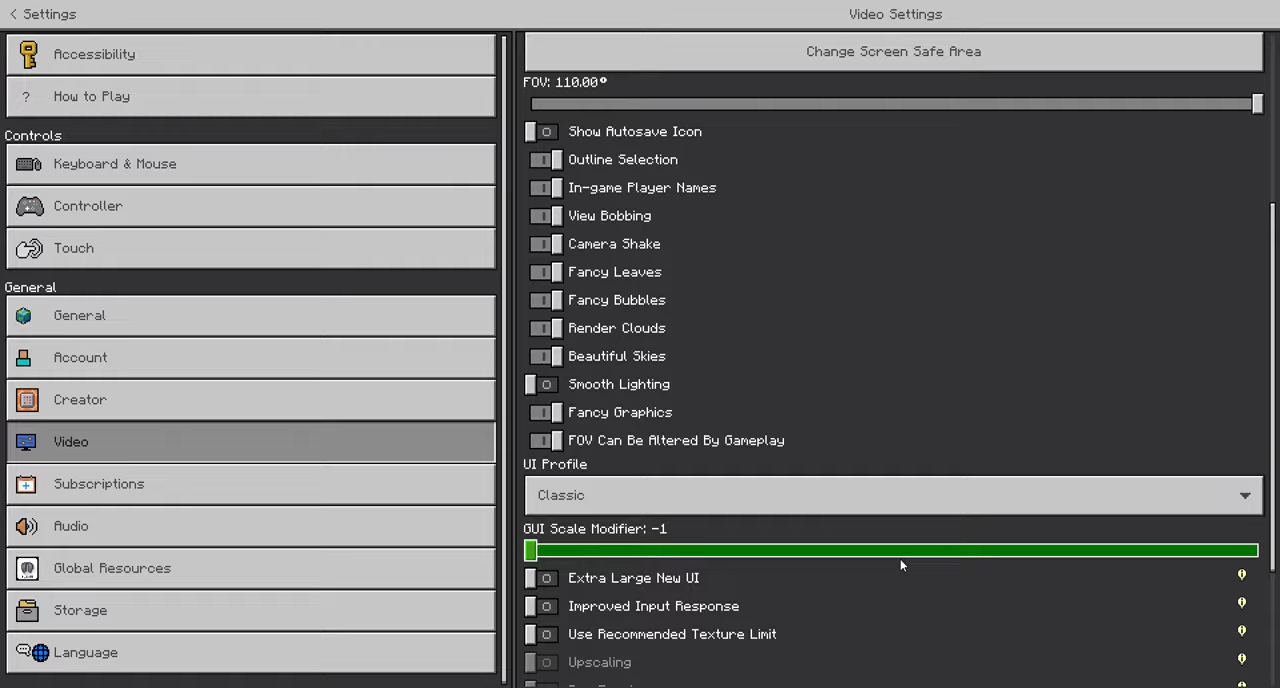 Settings
Video Settings
Accessibility
? How to Play
Controls
Keyboard & Mouse
Controller
Touch
General
General
Account
Creator
Video
Subscriptions
Audio
Global Resources
Storage
Language
Change Screen Safe Area
FOV: 110.00°
Show Autosave Icon
Outline Selection
In-game Player Names
View Bobbing
Camera Shake
Fancy Leaves
Fancy Bubbles
Render Clouds
Beautiful Skies
Smooth Lighting
Fancy Graphics
FOV Can Be Altered By Gameplay
UI Profile
Classic
GUI Scale Modifier: -1
Extra Large New UI
Improved Input Response
Use Recommended Texture Limit
Upscaling